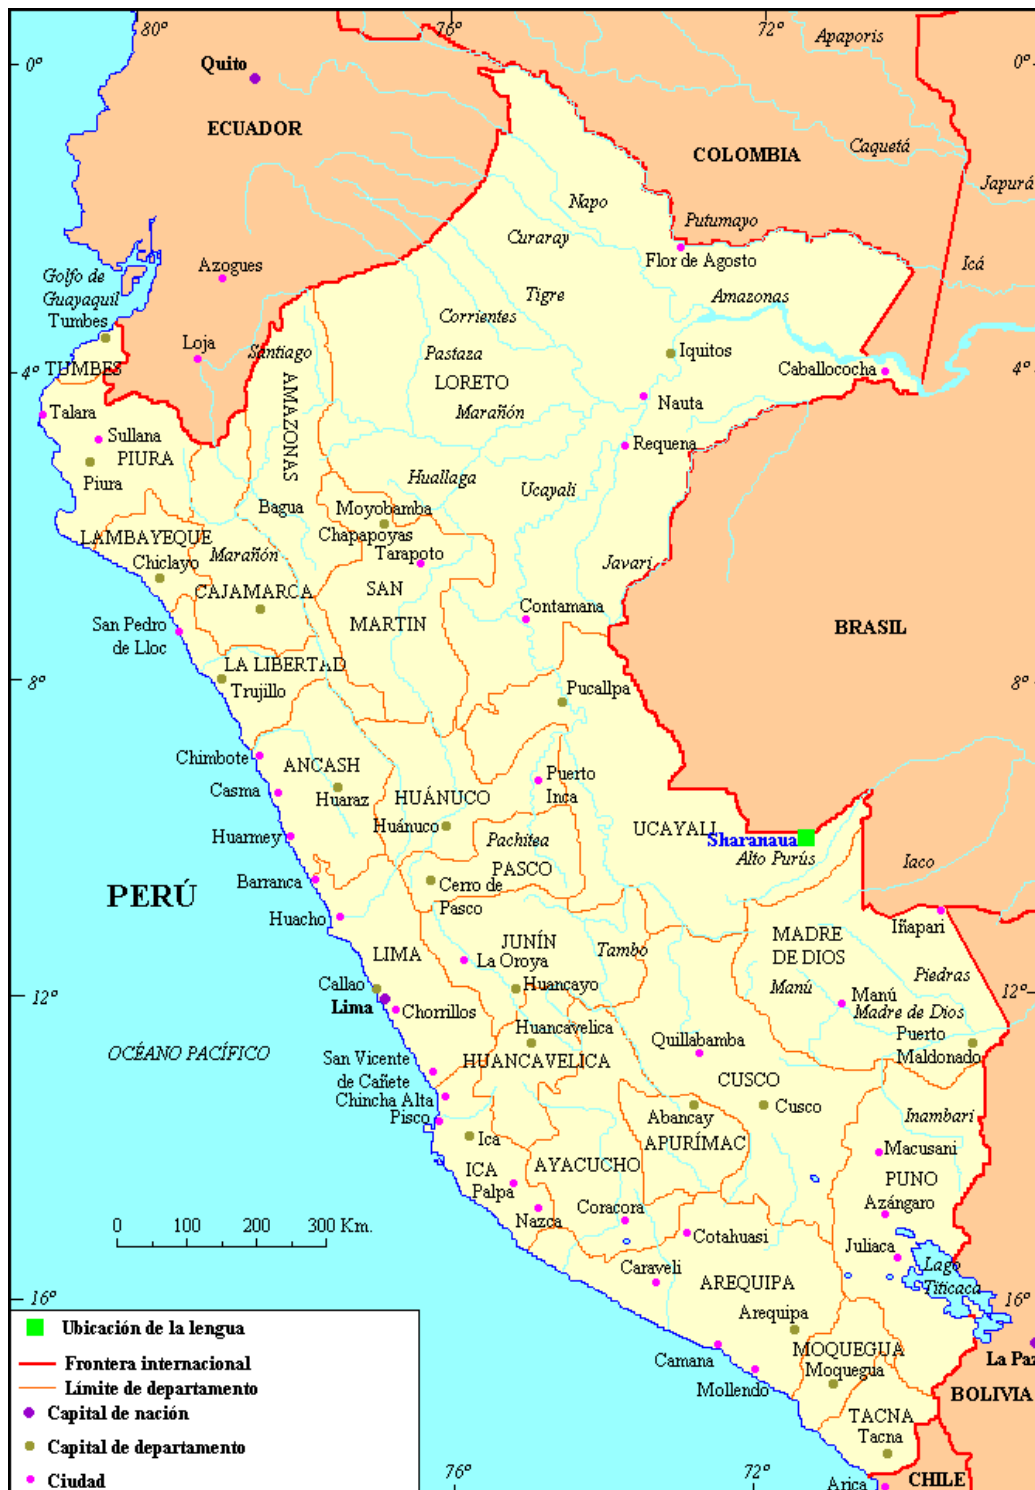 80°
76°
72°
0°
0°
Apaporis
Quito
ECUADOR
COLOMBIA
Caquetá
Japurá
Napo
Putumayo
Curaray
Flor de Agosto
Icá
Azogues
Golfo de
Guayaquil
Tumbes
Tigre
Amazonas
Corrientes
Loja
Santiago
Pastaza
Iquitos
TUMBES
4°
AMAZONAS
LORETO
Caballococha
4°
Talara
Marañón
Nauta
Sullana
PIURA
Requena
Piura
Huallaga
Ucayali
Bagua
Moyobamba
LAMBAYEQUE
Chapapoyas
Marañón
Tarapoto
Chiclayo
Javari
CAJAMARCA
SAN
MARTIN
Contamana
San Pedro
de Lloc
BRASIL
LA LIBERTAD
8°
Trujillo
Pucallpa
8°
Chimbote
ANCASH
Casma
Huaraz
HUÁNUCO
Puerto
Inca
Huarmey
Huánuco
UCAYALI
Pachitea
Sharanaua
Alto Purús
PASCO
Iaco
Barranca
Cerro de
Pasco
PERÚ
Huacho
Iñapari
LIMA
JUNÍN
La Oroya
Tambo
MADRE
DE DIOS
Piedras
Callao
Huancayo
Manú
Manú
12°
12°
Lima
Chorrillos
Madre de Dios
Huancavelica
Quillabamba
Puerto
Maldonado
OCÉANO PACÍFICO
HUANCAVELICA
San Vicente
de Cañete
CUSCO
Chincha Alta
Pisco
Abancay
Cusco
Inambari
Ica
APURÍMAC
Macusani
AYACUCHO
ICA
PUNO
Palpa
Azángaro
Nazca
Coracora
0 100 200 300 Km.
Cotahuasi
Juliaca
Lago
Titicaca
Caraveli
AREQUIPA
16°
16°
Arequipa
MOQUEGUA
Moquegua
Camana
La Paz
Mollendo
BOLIVIA
TACNA
Tacna
76°
72°
Arica
CHILE
Ubicación de la lengua
Frontera internacional
Límite de departamento
Capital de nación
Capital de departamento
Ciudad